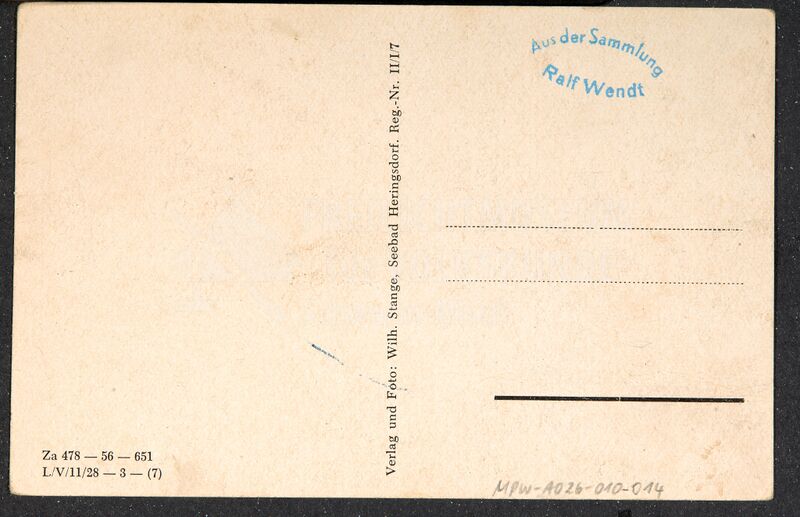 Aus der Sammlung
Ralf Wendt
Verlag und Foto: Wilh. Stange, Seebad Heringsdorf. Reg.-Nr. II/I/7
Za 478 — 56 — 651
L/V/11/28 — 3 — (7)
MPW-A026-010-014